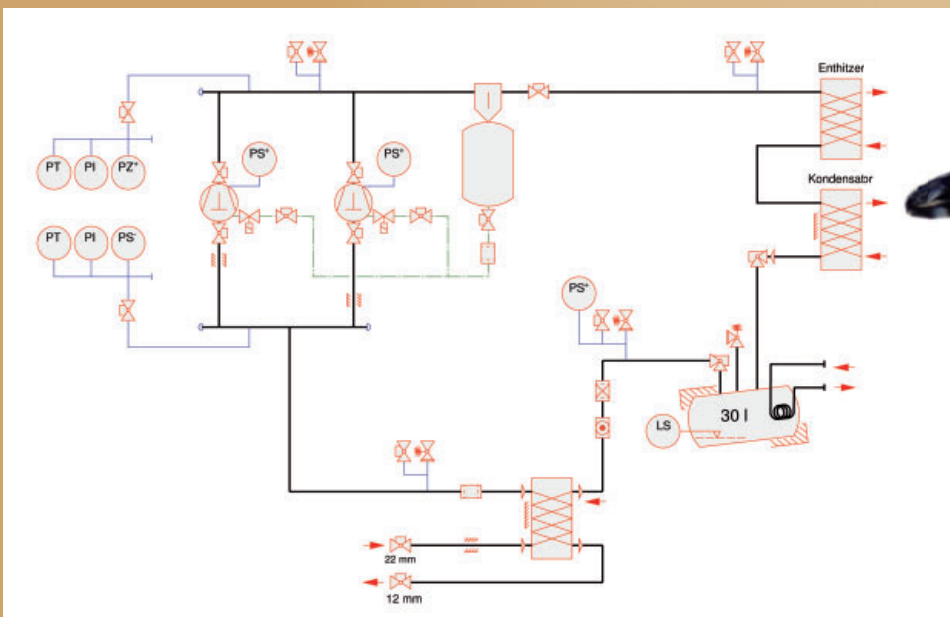 Enthitzer
PS+
PS+
PT
PI
PZ+
Kondensator
PT
PI
PS-
PS+
30 l
LS
22 mm
12 mm